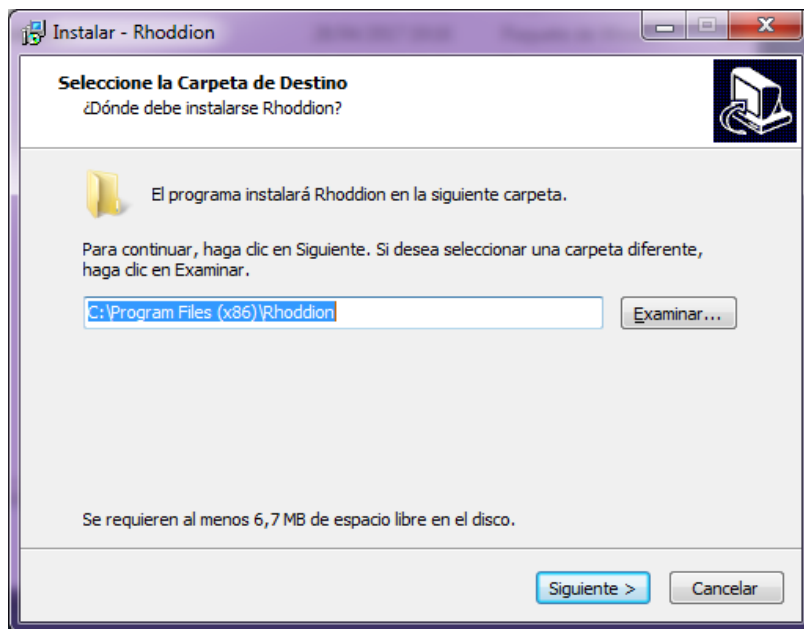 Instalar - Rhoddion
Seleccione la Carpeta de Destino
¿Dónde debe instalarse Rhoddion?
El programa instalará Rhoddion en la siguiente carpeta.
Para continuar, haga clic en Siguiente. Si desea seleccionar una carpeta diferente,
haga clic en Examinar.
C:\Program Files (x86)\Rhoddion
Examinar...
Se requieren al menos 6,7 MB de espacio libre en el disco.
Siguiente >
Cancelar